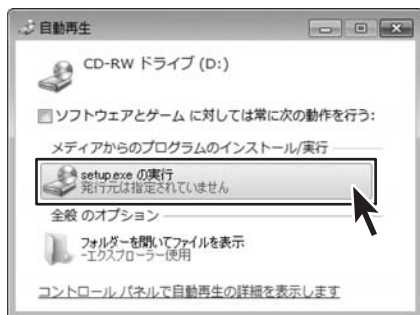 自動再生
CD-RW ドライブ (D:)
ソフトウェアとゲーム に対しては常に次の動作を行う:
メディアからのプログラムのインストール/実行
setup.exe の実行
発行元は指定されていません
全般 のオプション
フォルダーを開いてファイルを表示
-エクスプローラー使用
コントロール パネルで自動再生の詳細を表示します